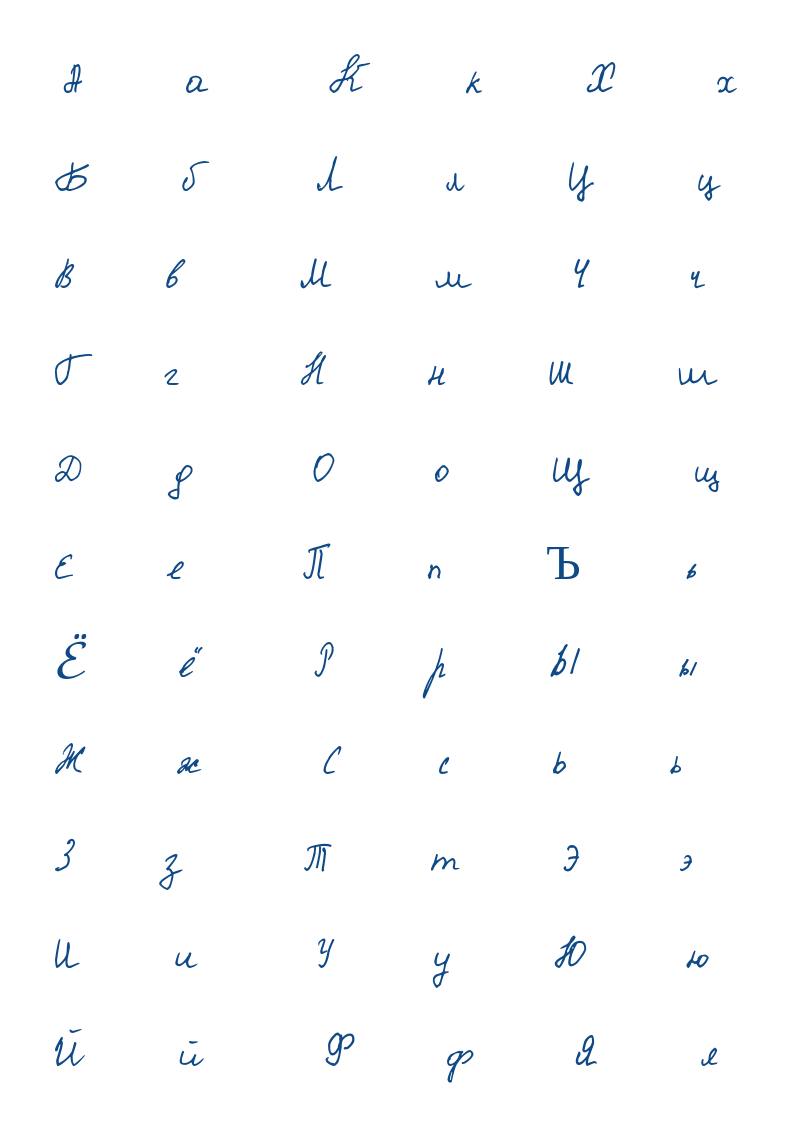 А а К к Х х
Б б Л л Ц ц
В в М м Ч ч
Г г Н н Ш ш
Д д О о Щ щ
Е е П п Ъ ъ
Ё ё Р р Ы ы
Ж ж С с Ь ь
З з Т т Э э
И и У у Ю ю
Й й Ф ф Я я